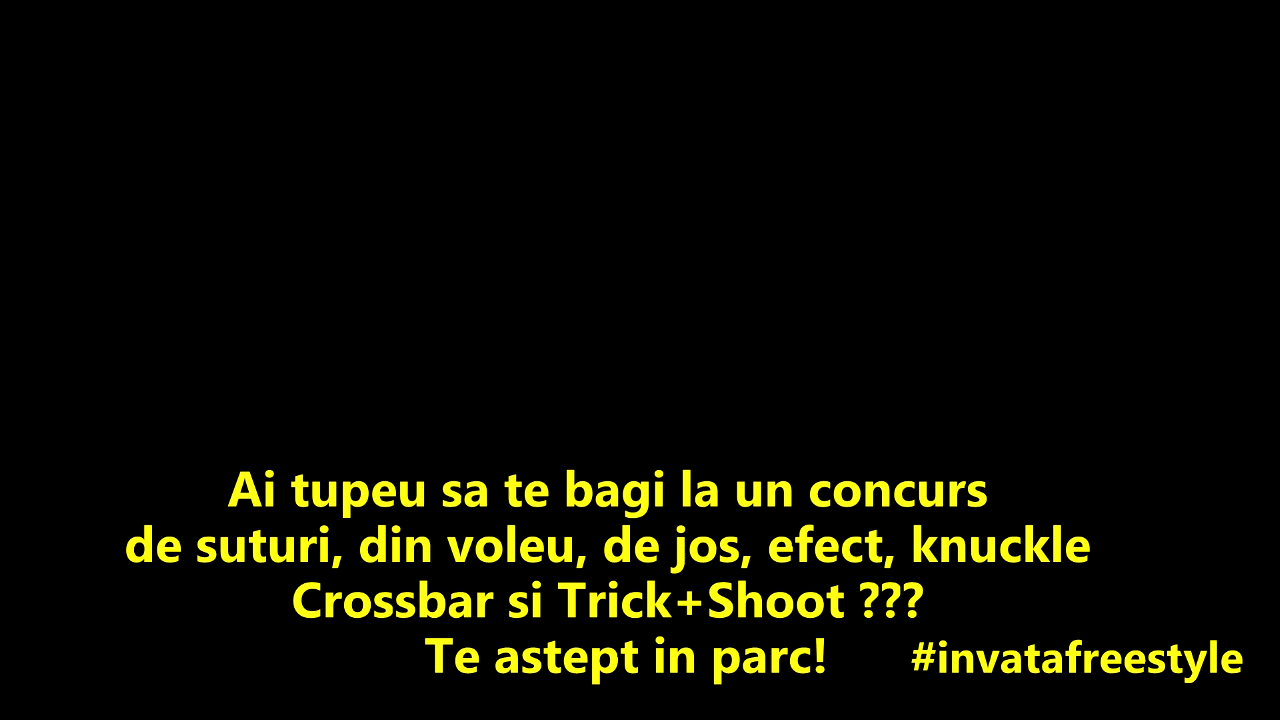 Ai tupeu sa te bagi la un concurs
de suturi, din voleu, de jos, efect, knuckle
Crossbar si Trick+Shoot ???
Te astept in parc! #invatafreestyle